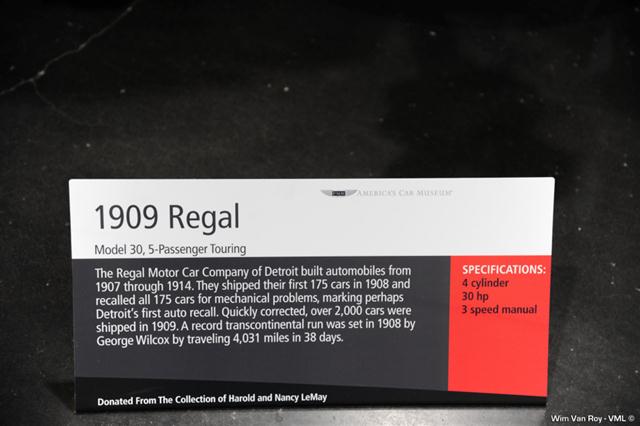 AMERICA'S CAR MUSEUM
1909 Regal
Model 30, 5-Passenger Touring
The Regal Motor Car Company of Detroit built automobiles from
1907 through 1914. They shipped their first 175 cars in 1908 and
recalled all 175 cars for mechanical problems, marking perhaps
Detroit's first auto recall. Quickly corrected, over 2,000 cars were
shipped in 1909. A record transcontinental run was set in 1908 by
George Wilcox by traveling 4,031 miles in 38 days.
SPECIFICATIONS:
4 cylinder
30 hp
3 speed manual
Donated From The Collection of Harold and Nancy LeMay
Wim Van Roy - VML ©